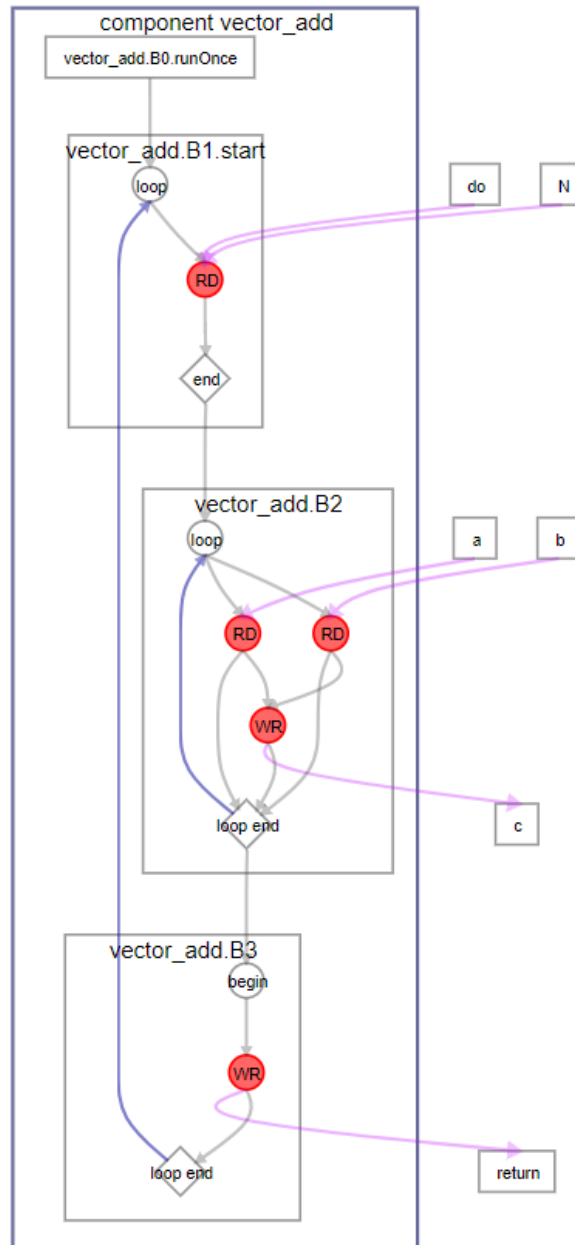 component vector_add
vector_add.B0.runOnce
vector_add.B1.start
loop
do
N
RD
end
vector_add.B2
loop
a
b
RD
RD
WR
loop end
c
vector_add.B3
begin
WR
loop end
return